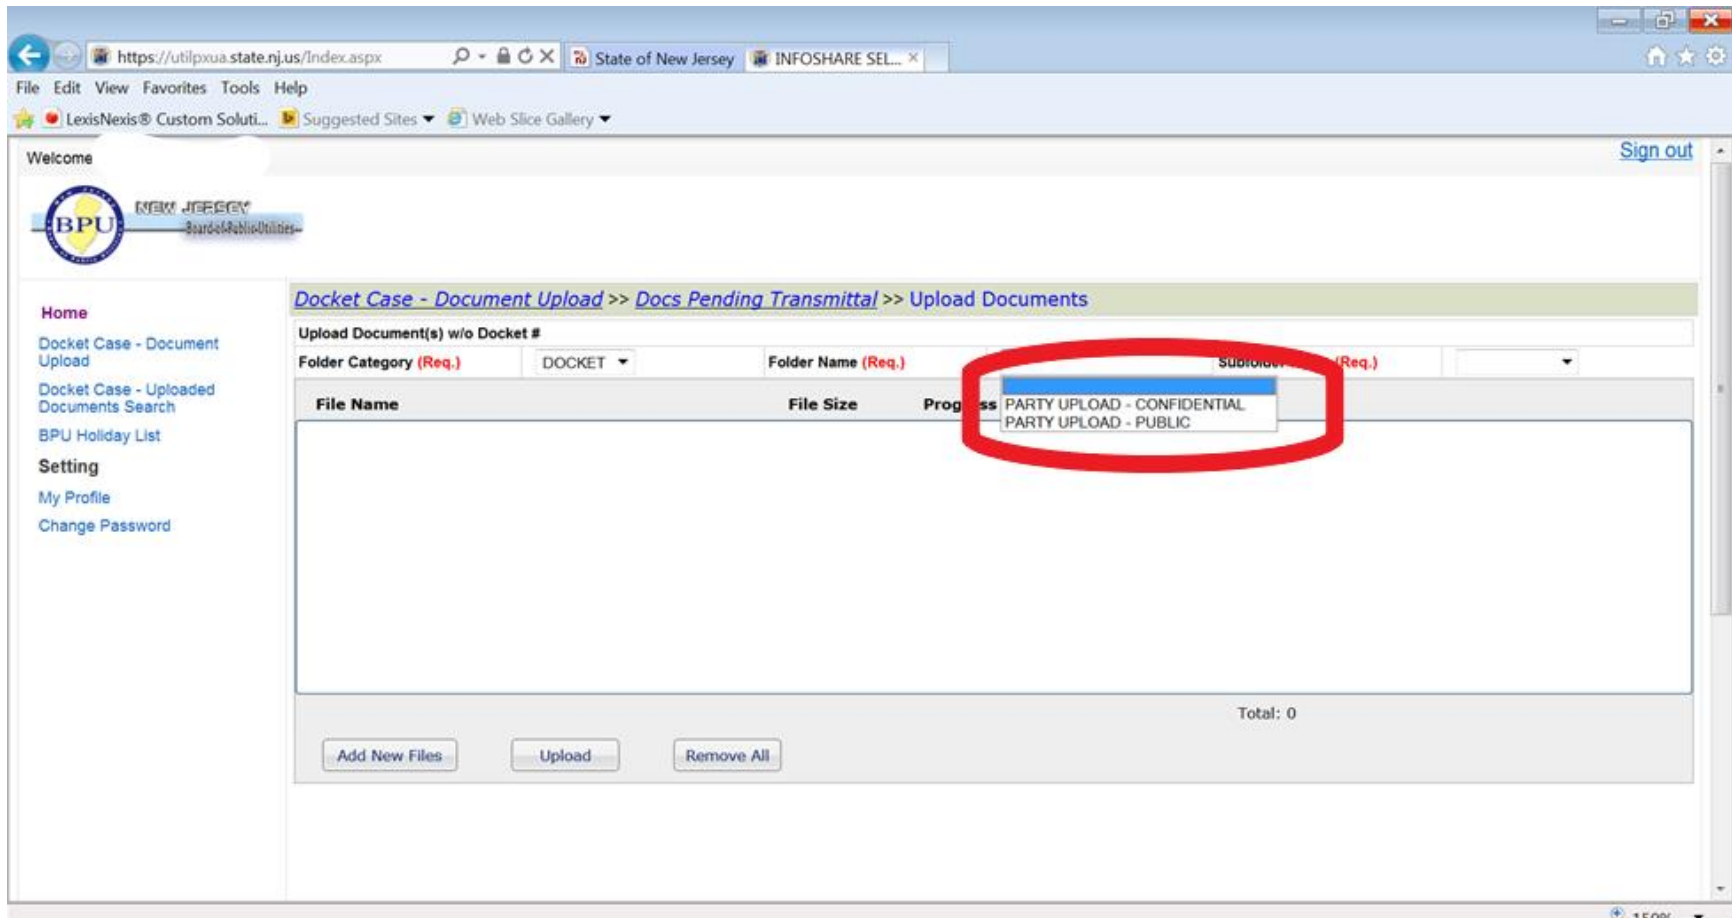 https://utilpxua.state.nj.us/Index.aspx
State of New Jersey
INFOSHARE SEL...
File Edit View Favorites Tools Help
LexisNexis® Custom Soluti...
Suggested Sites
Web Slice Gallery
Welcome
Sign out
BPU
NEW JERSEY
Board of Public Utilities
Home
Docket Case - Document
Upload
Docket Case - Uploaded
Documents Search
BPU Holiday List
Setting
My Profile
Change Password
Docket Case - Document Upload >> Docs Pending Transmittal >> Upload Documents
Upload Document(s) w/o Docket #
Folder Category (Req.) DOCKET Folder Name (Req.) (Req.)
File Name File Size
PARTY UPLOAD - CONFIDENTIAL
PARTY UPLOAD - PUBLIC
Total: 0
Add New Files Upload Remove All